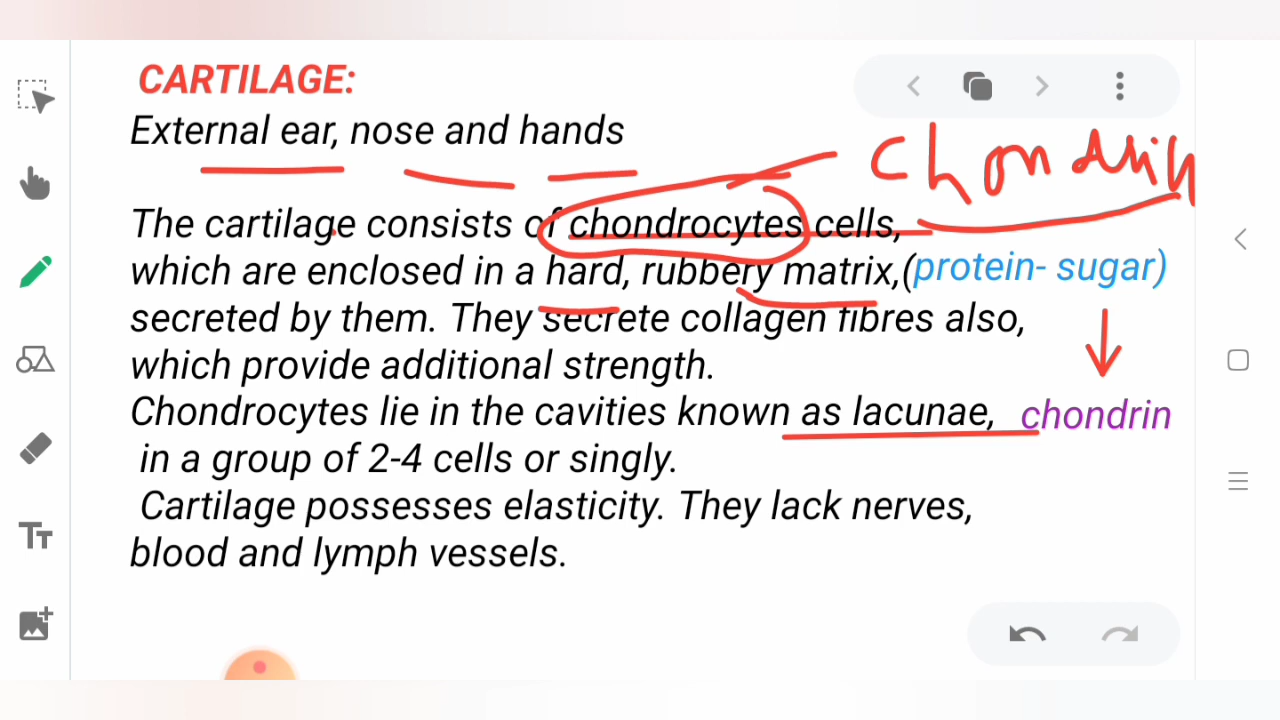 CARTILAGE:
External ear, nose and hands
Chondrin
The cartilage consists of chondrocytes cells,
which are enclosed in a hard, rubbery matrix,(protein- sugar)
secreted by them. They secrete collagen fibres also,
which provide additional strength.
Chondrocytes lie in the cavities known as lacunae, chondrin
in a group of 2-4 cells or singly.
Cartilage possesses elasticity. They lack nerves,
blood and lymph vessels.
TT